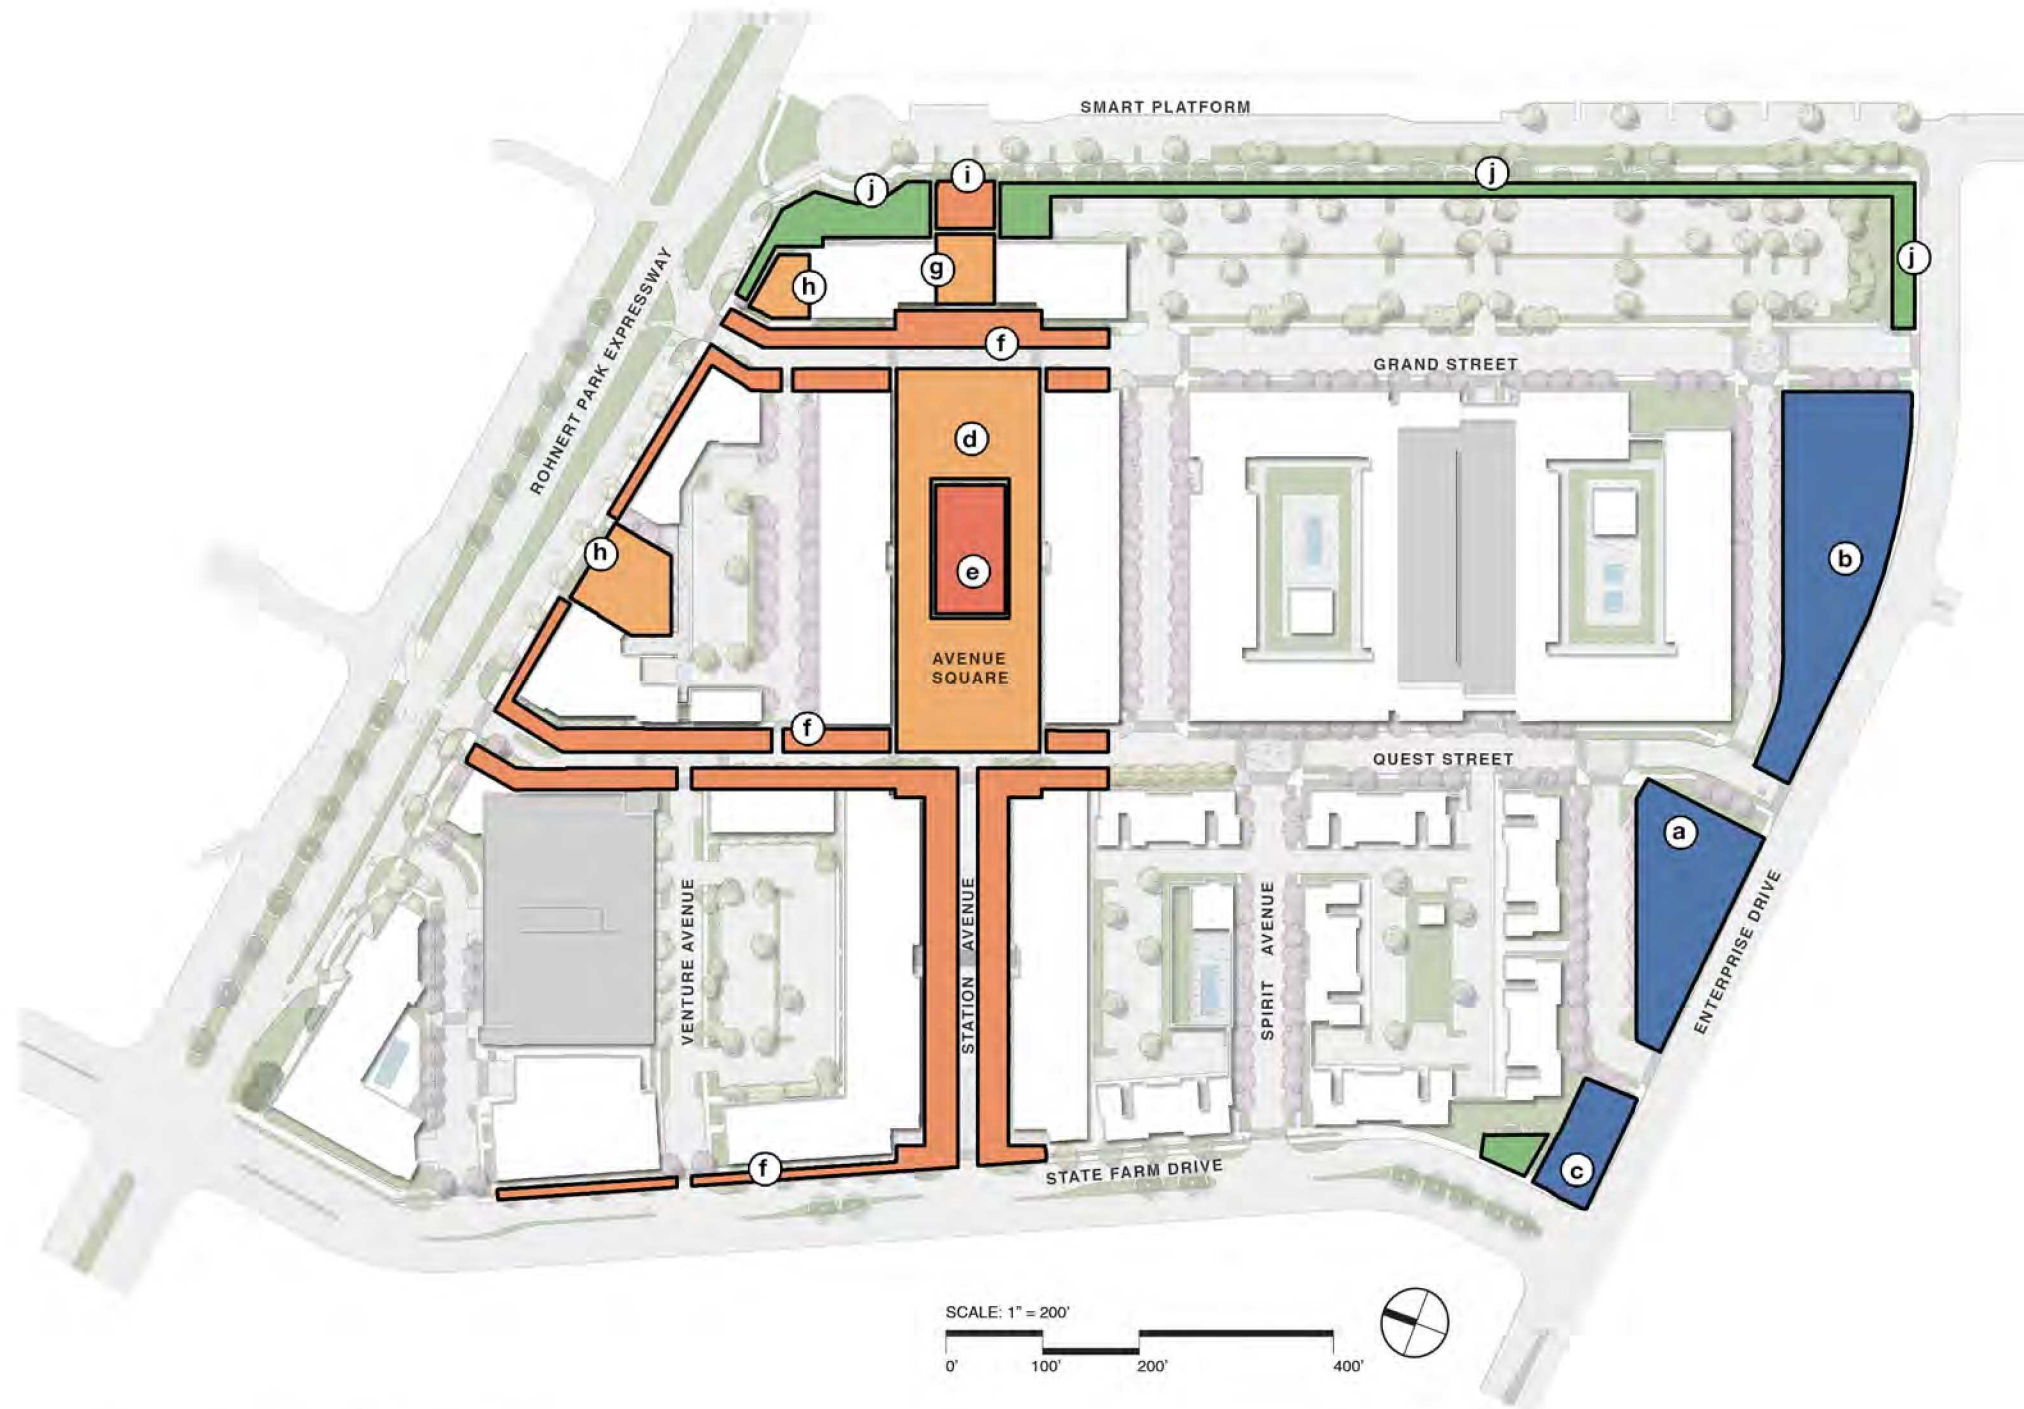 SMART PLATFORM
i
j
j
g
j
h
ROHNERT PARK EXPRESSWAY
f
GRAND STREET
d
h
e
b
AVENUE
SQUARE
f
QUEST STREET
a
VENTURE AVENUE
STATION AVENUE
SPIRIT AVENUE
ENTERPRISE DRIVE
f
STATE FARM DRIVE
c
SCALE: 1" = 200'
0' 100' 200' 400'